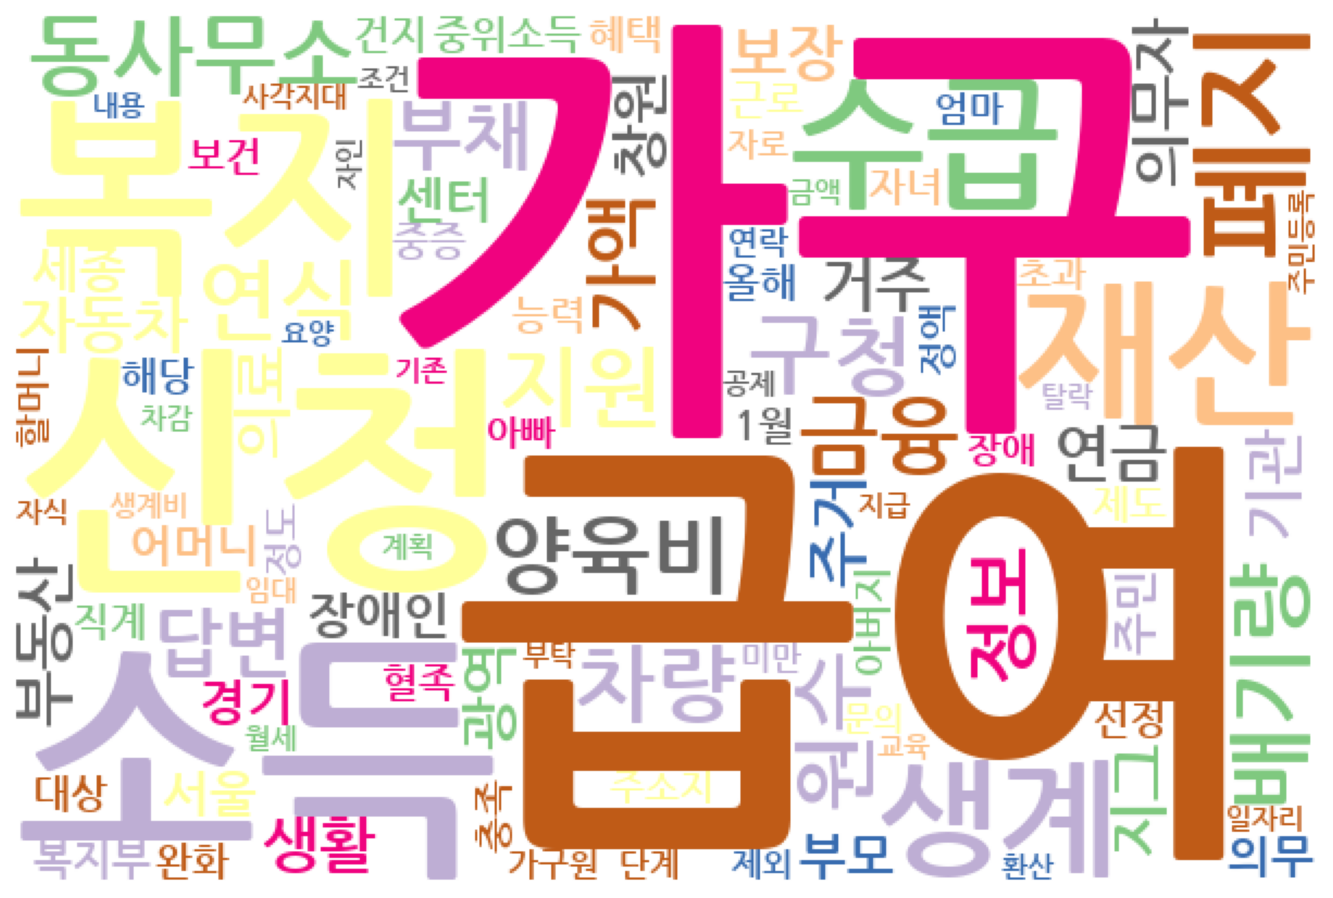 동사무소
건지
중위소득
혜택
보장
의무자
폐지
내용
사각지대
조건
부채
창원
근로
엄마
수급
복지
보건
자인
센터
중증
가구
자로
금액
자녀
주민등록
세종
연식
가액
연락
올해
거주
초과
자동차
요양
능력
구청
정액
재산
할머니
해당
의료
기존
지원
공제
탈락
차감
신청
아빠
1월
미금
융
장애
연금
기관
자식
생계비
어머니
정도
계획
양육비
주거
지급
제도
급여
임대
부동산
직계
답변
장애인
아버지
정보
주민
배기량
경기
혈족
광역
부탁
차량
미만
수
문의
선정
월세
소득
교육
원
대상
서울
충족
주소지
생계
지그
일자리
복지부
완화
생활
가구원
단계
제외
부모
환산
의무